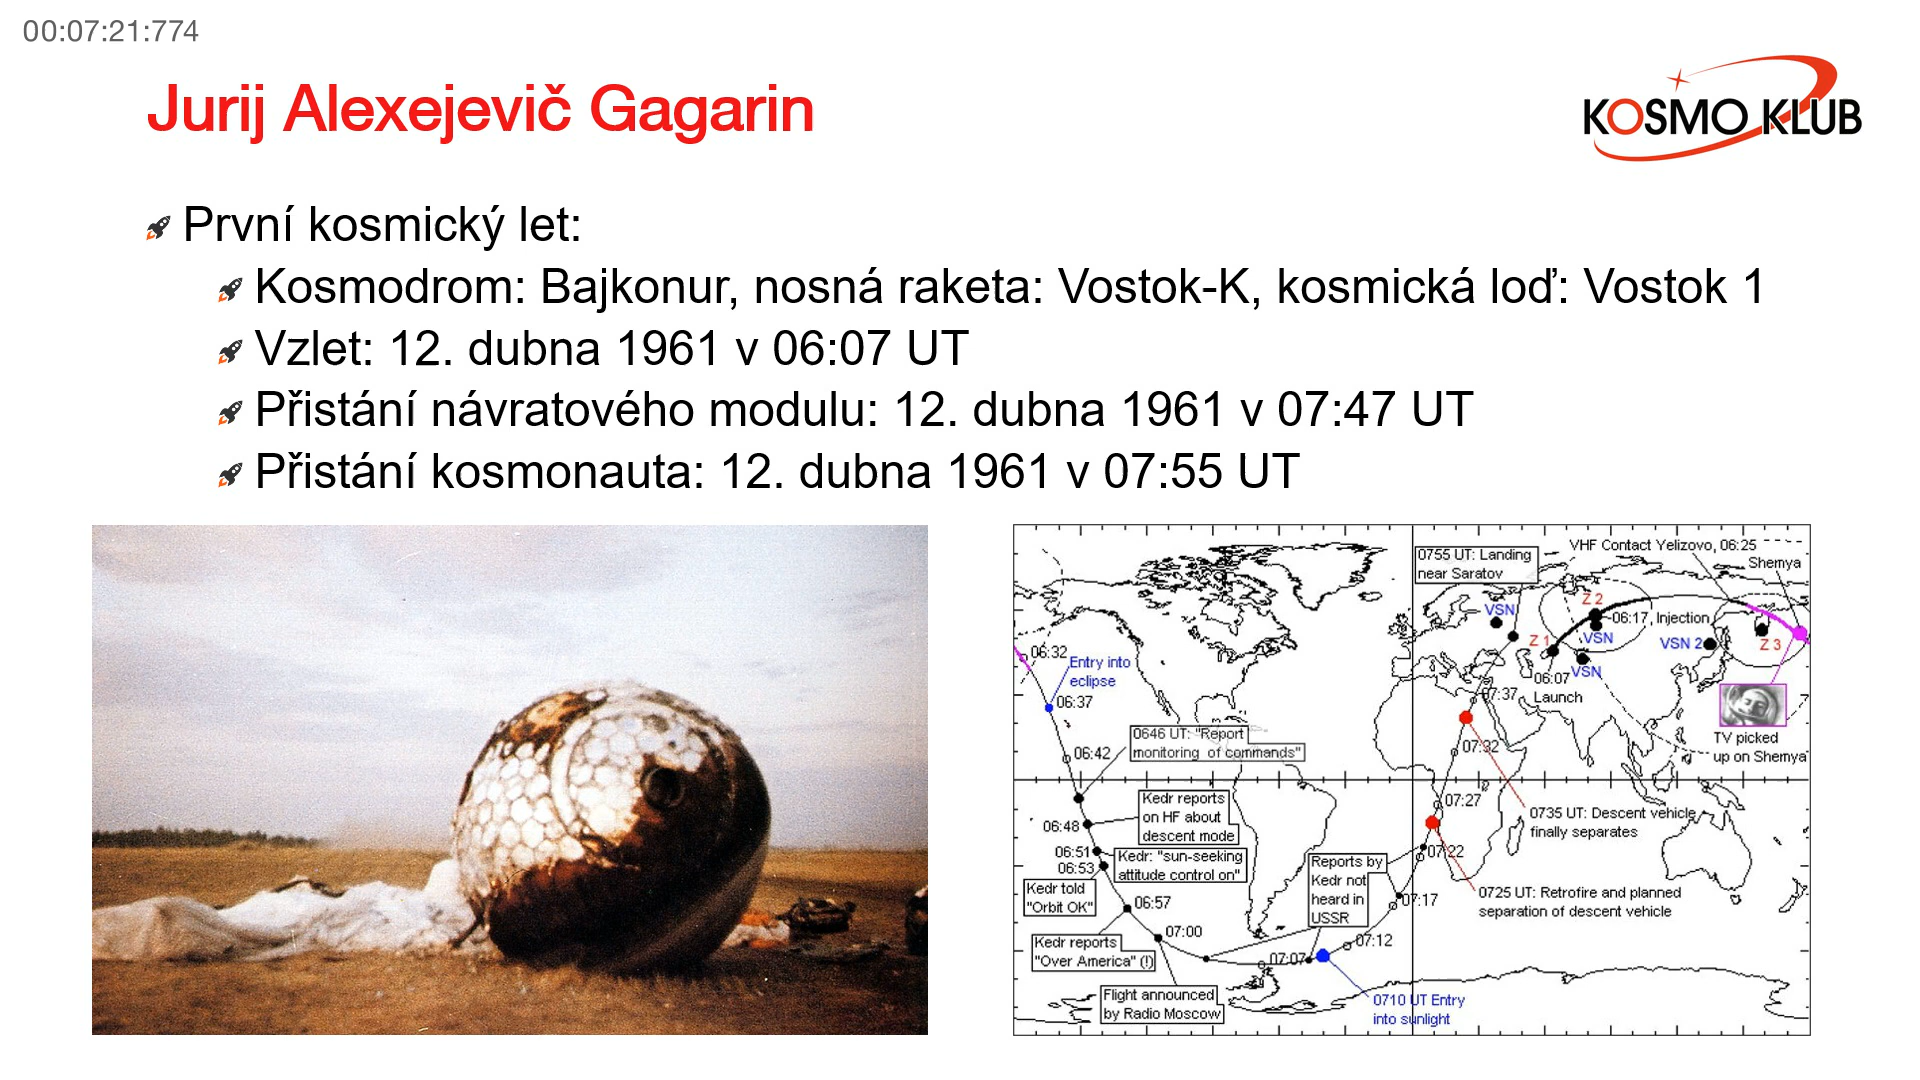 00:07:21:774
Jurij Alexejevič Gagarin
KOSMO KLUB
První kosmický let:
Kosmodrom: Bajkonur, nosná raketa: Vostok-K, kosmická loď: Vostok 1
Vzlet: 12. dubna 1961 v 06:07 UT
Přistání návratového modulu: 12. dubna 1961 v 07:47 UT
Přistání kosmonauta: 12. dubna 1961 v 07:55 UT
0755 UT: Landing
near Saratov
VHF Contact Yelizovo, 06:25
Shemya
VSN
Z 2
06:17, Injection
Z 1
VSN
VSN 2
Z 3
VSN
06:07
Launch
TV picked
up on Shemya
06:32
Entry into
eclipse
06:37
06:42
0646 UT: "Report
monitoring of commands"
07:37
07:32
07:27
0735 UT: Descent vehicle
finally separates
Kedr reports
on HF about
descent mode
06:48
06:51
06:53
Kedr: "sun-seeking
attitude control on"
Kedr told
"Orbit OK"
06:57
07:00
Kedr reports
"Over America" (!)
Flight announced
by Radio Moscow
Reports by
Kedr not
heard in
USSR
07:22
07:17
07:12
07:07
0725 UT: Retrofire and planned
separation of descent vehicle
0710 UT Entry
into sunlight